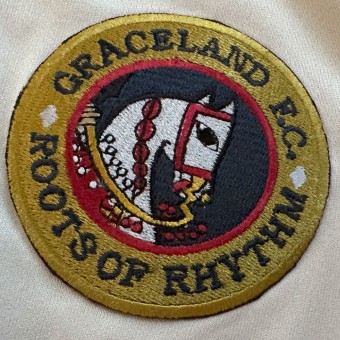 GRACELAND F.C.
ROOTS OF RHYTHM